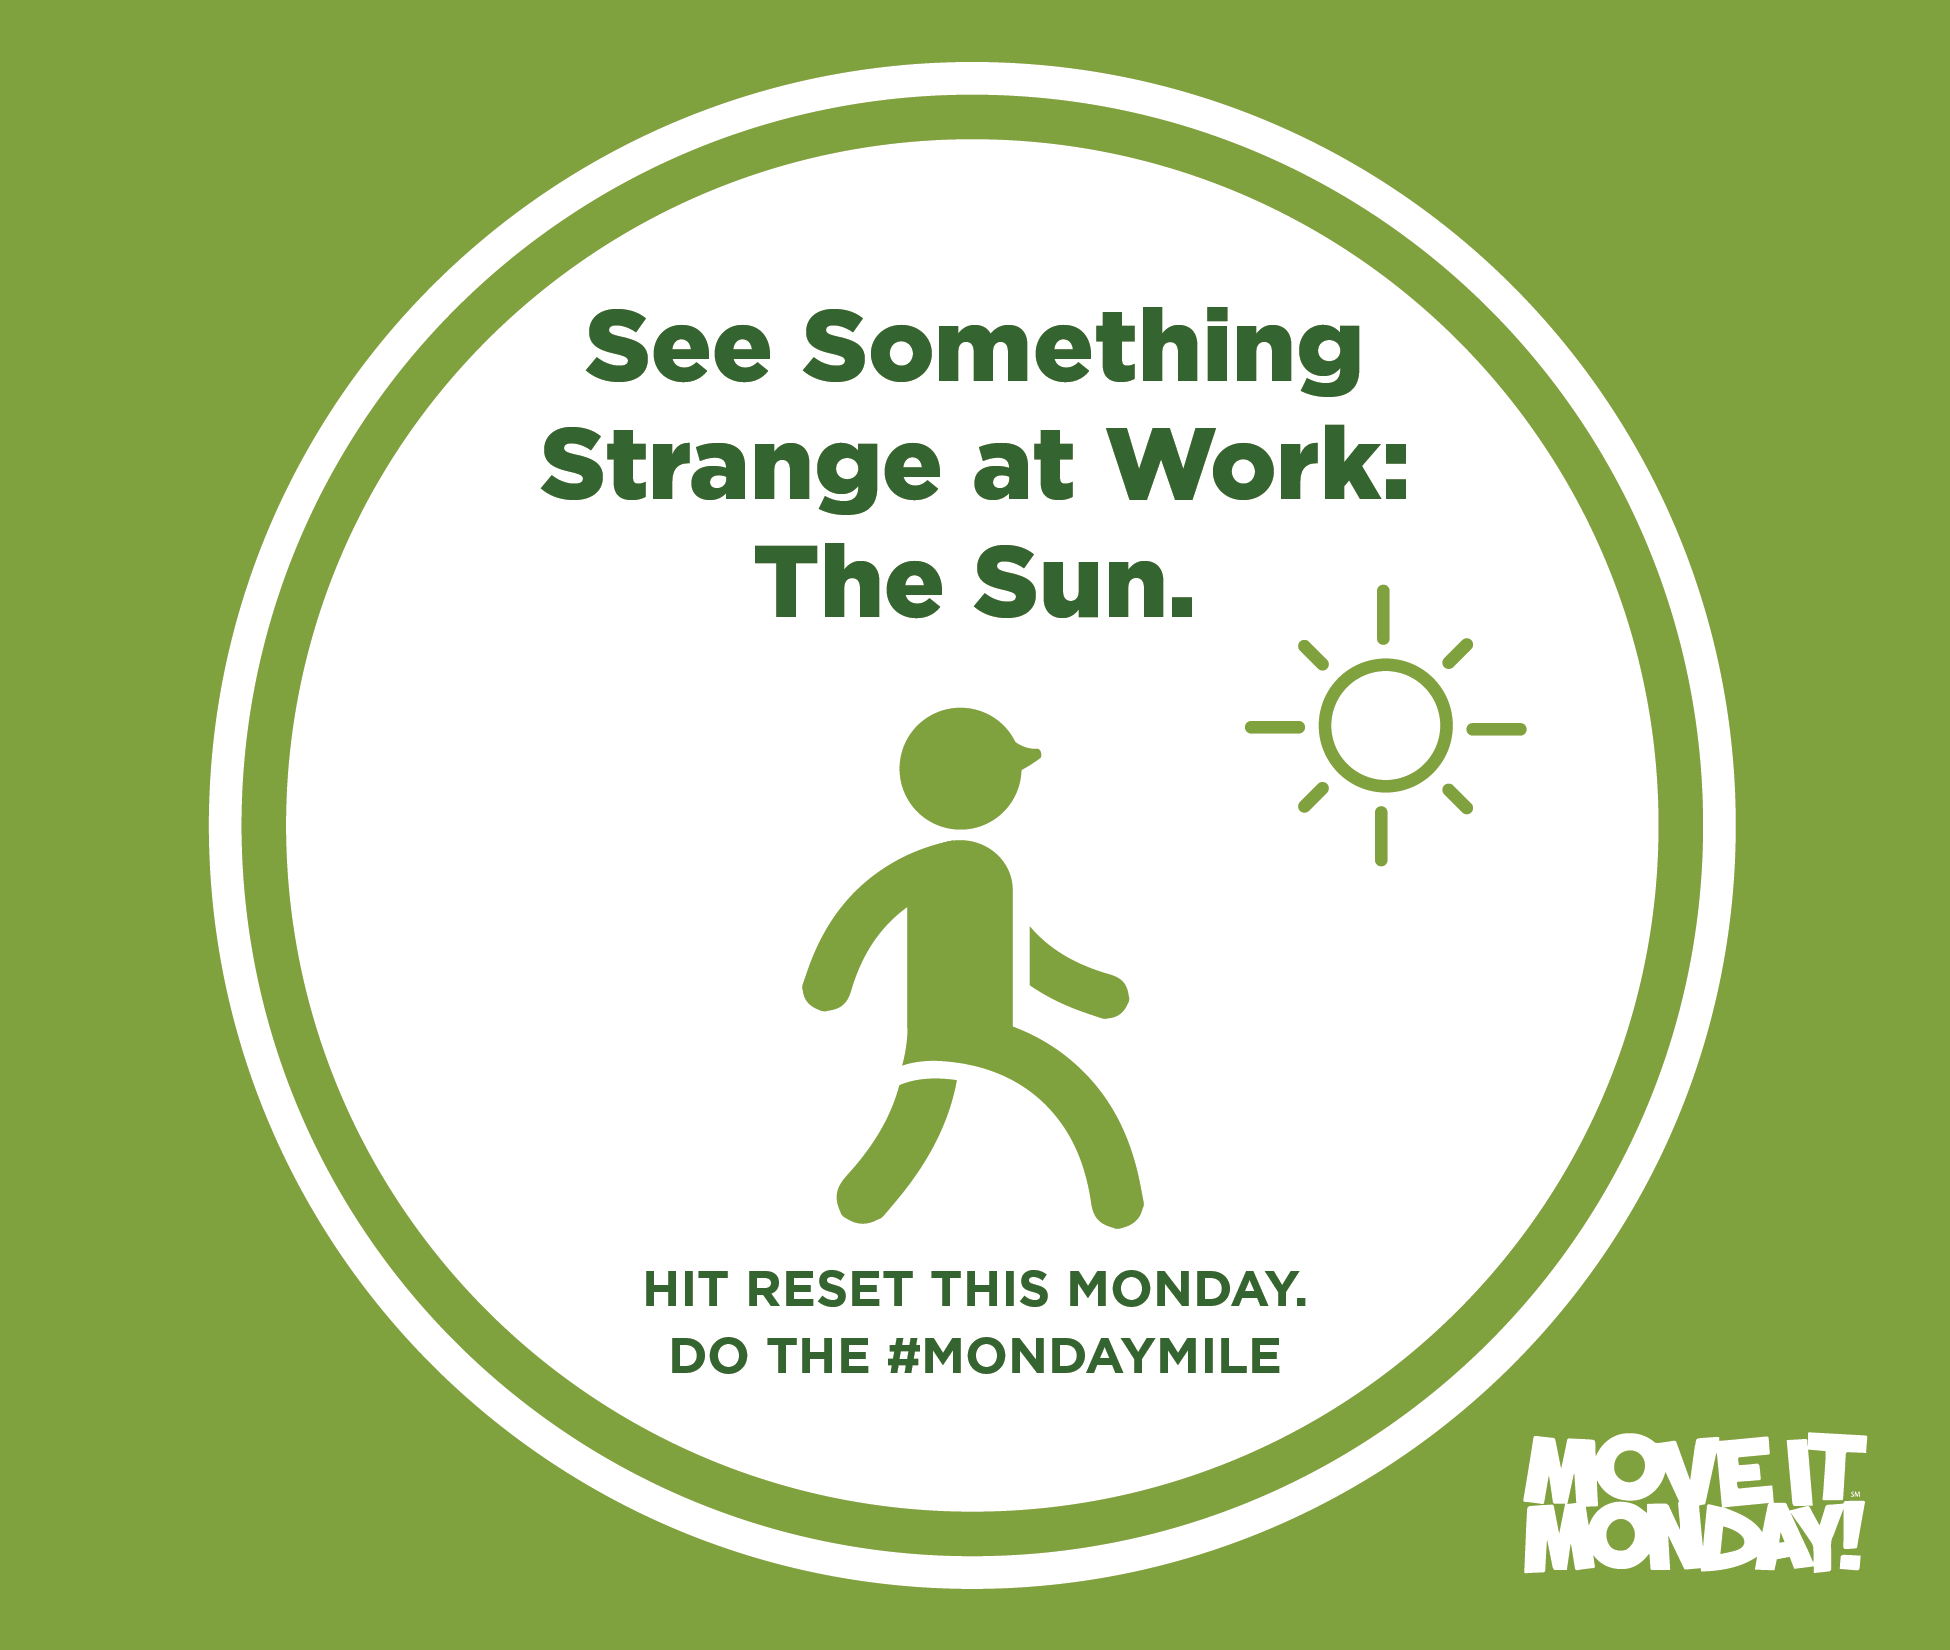 See Something
Strange at Work:
The Sun.
HIT RESET THIS MONDAY.
DO THE #MONDAYMILE
MOVE IT
SM
MONDAY!